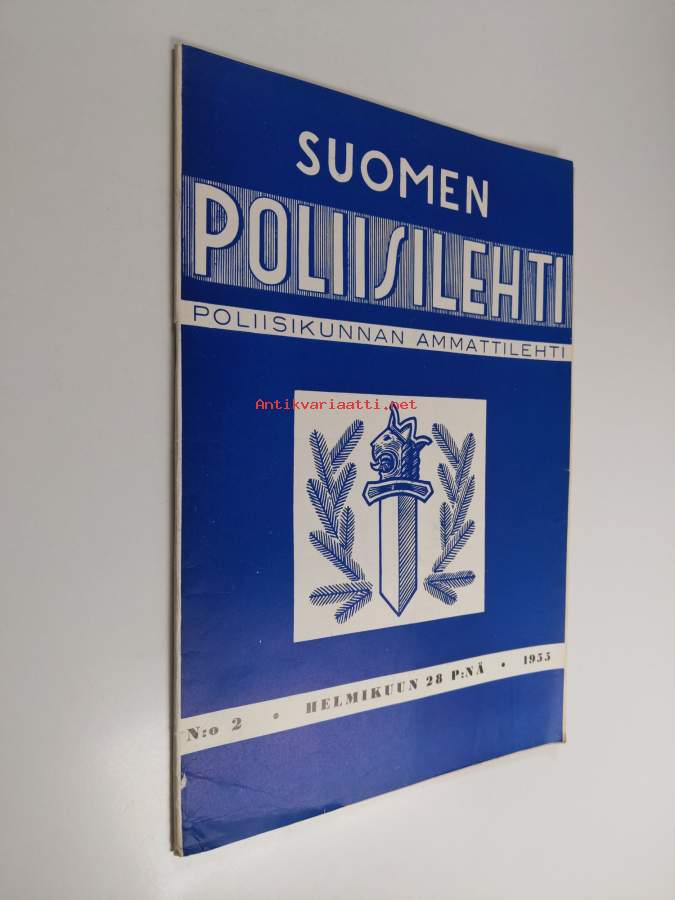 SUOMEN
POLIISILEHTI
POLIISIKUNNAN AMMATTILEHTI
Antikvariaatti.net
N:o 2 • HELMIKUUN 28 P:NÄ • 1955